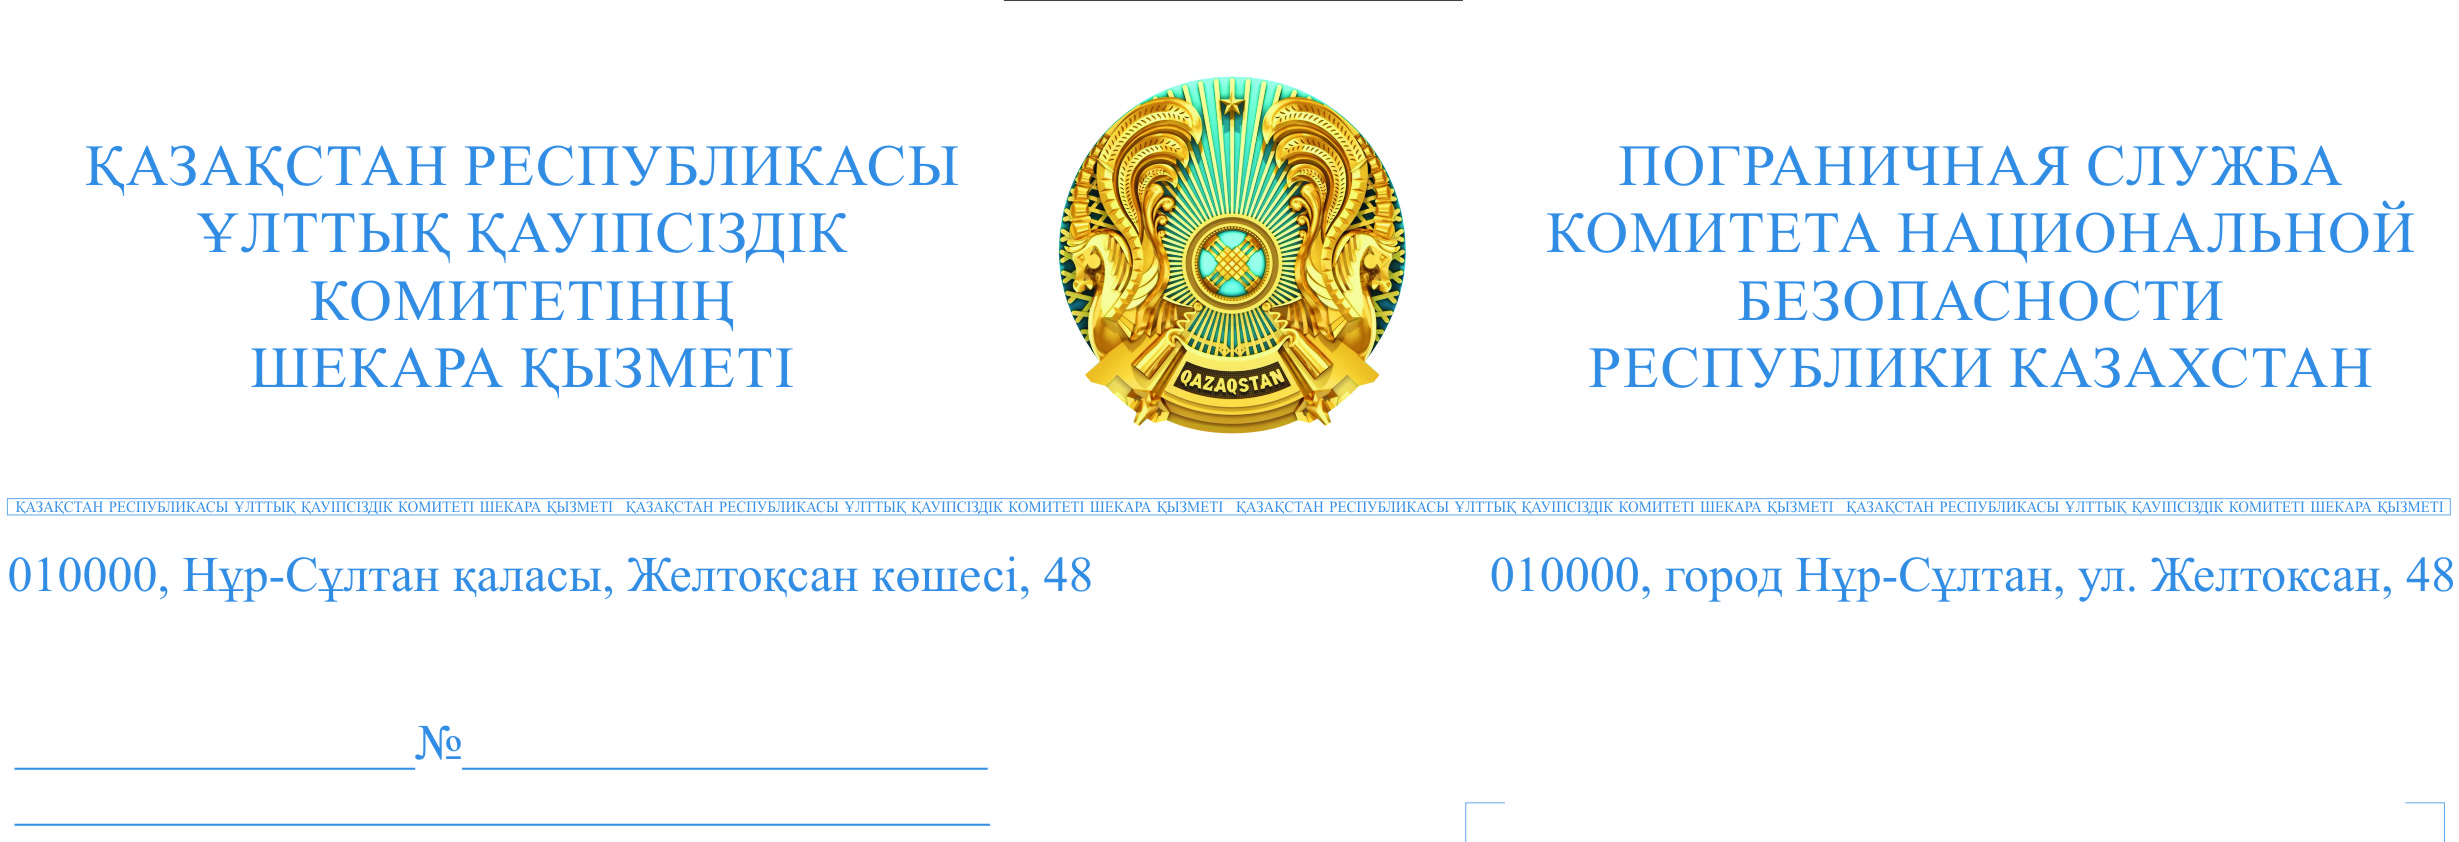 ҚАЗАҚСТАН РЕСПУБЛИКАСЫ
ҰЛТТЫҚ ҚАУІПСІЗДІК
КОМИТЕТІНІҢ
ШЕКАРА ҚЫЗМЕТІ
QAZAQSTAN
ПОГРАНИЧНАЯ СЛУЖБА
КОМИТЕТА НАЦИОНАЛЬНОЙ
БЕЗОПАСНОСТИ
РЕСПУБЛИКИ КАЗАХСТАН
ҚАЗАҚСТАН РЕСПУБЛИКАСЫ ҰЛТТЫҚ ҚАУІПСІЗДІК КОМИТЕТІ ШЕКАРА ҚЫЗМЕТІ ҚАЗАҚСТАН РЕСПУБЛИКАСЫ ҰЛТТЫҚ ҚАУІПСІЗДІК КОМИТЕТІ ШЕКАРА ҚЫЗМЕТІ ҚАЗАҚСТАН РЕСПУБЛИКАСЫ ҰЛТТЫҚ ҚАУІПСІЗДІК КОМИТЕТІ ШЕКАРА ҚЫЗМЕТІ ҚАЗАҚСТАН РЕСПУБЛИКАСЫ ҰЛТТЫҚ ҚАУІПСІЗДІК КОМИТЕТІ ШЕКАРА ҚЫЗМЕТІ
010000, Нұр-Сұлтан қаласы, Желтоқсан көшесі, 48
010000, город Нұр-Сұлтан, ул. Желтоксан, 48
№